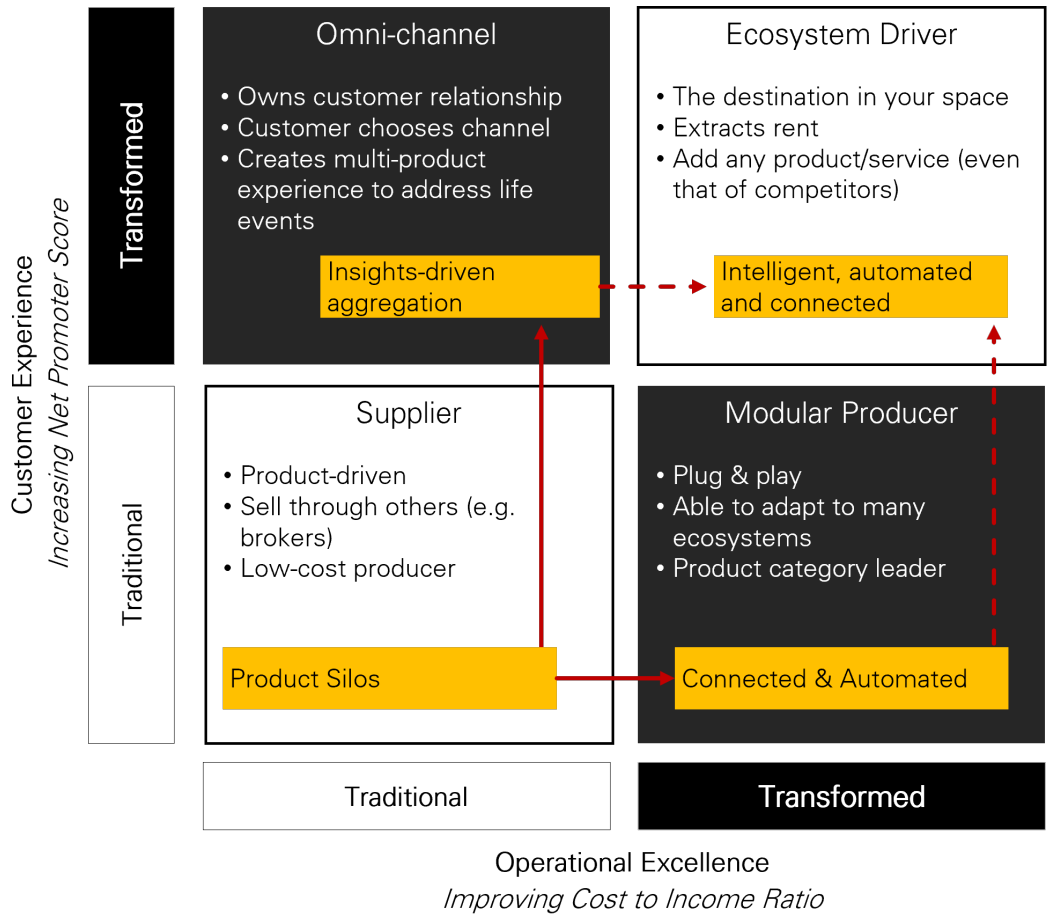 Omni-channel
• Owns customer relationship
• Customer chooses channel
• Creates multi-product
experience to address life
events
Insights-driven
aggregation
Ecosystem Driver
• The destination in your space
• Extracts rent
• Add any product/service (even
that of competitors)
Intelligent, automated
and connected
Transformed
Customer Experience
Increasing Net Promoter Score
Traditional
Supplier
• Product-driven
• Sell through others (e.g.
brokers)
• Low-cost producer
Product Silos
Modular Producer
• Plug & play
• Able to adapt to many
ecosystems
• Product category leader
Connected & Automated
Traditional
Transformed
Operational Excellence
Improving Cost to Income Ratio